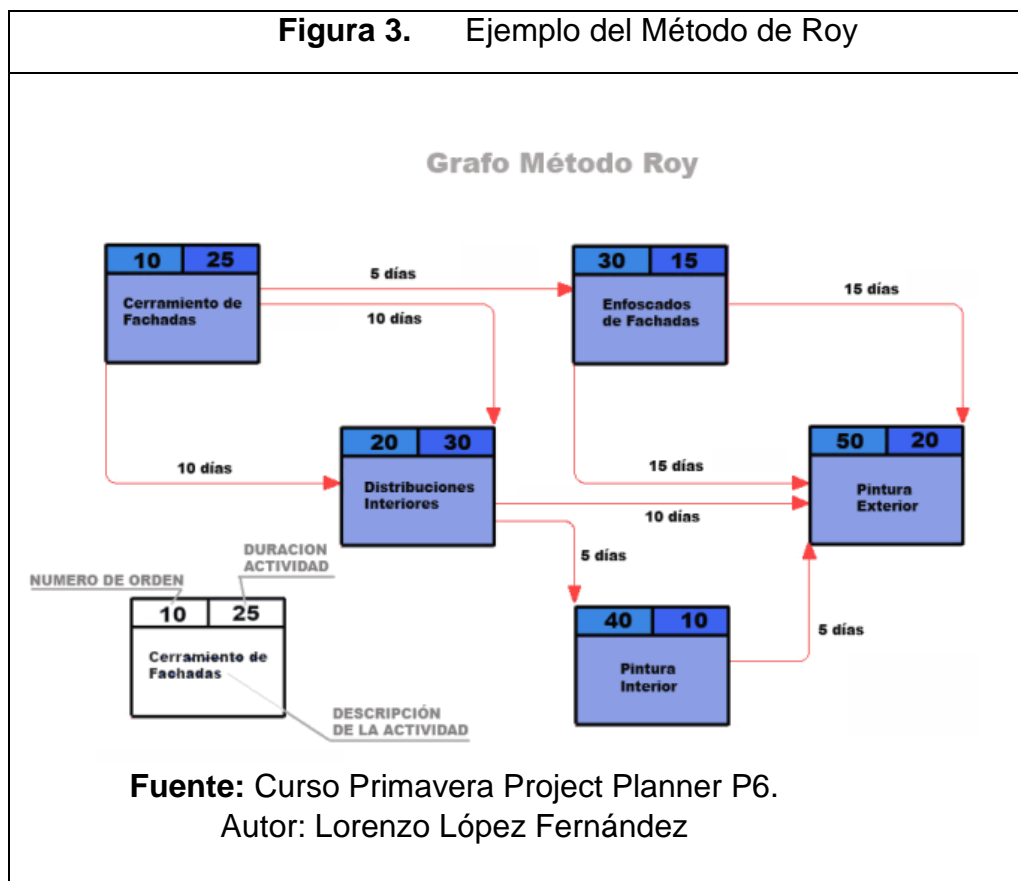 Figura 3. Ejemplo del Método de Roy
Grafo Método Roy
10 25
Cerramiento de
Fachadas
5 días
10 días
30 15
Enfoscados
de Fachadas
15 días
10 días
20 30
Distribuciones
Interiores
15 días
10 días
50 20
Pintura
Exterior
5 días
40 10
Pintura
Interior
5 días
NUMERO DE ORDEN
DURACION
ACTIVIDAD
10 25
Cerramiento de
Fachadas
DESCRIPCIÓN
DE LA ACTIVIDAD
Fuente: Curso Primavera Project Planner P6.
Autor: Lorenzo López Fernández